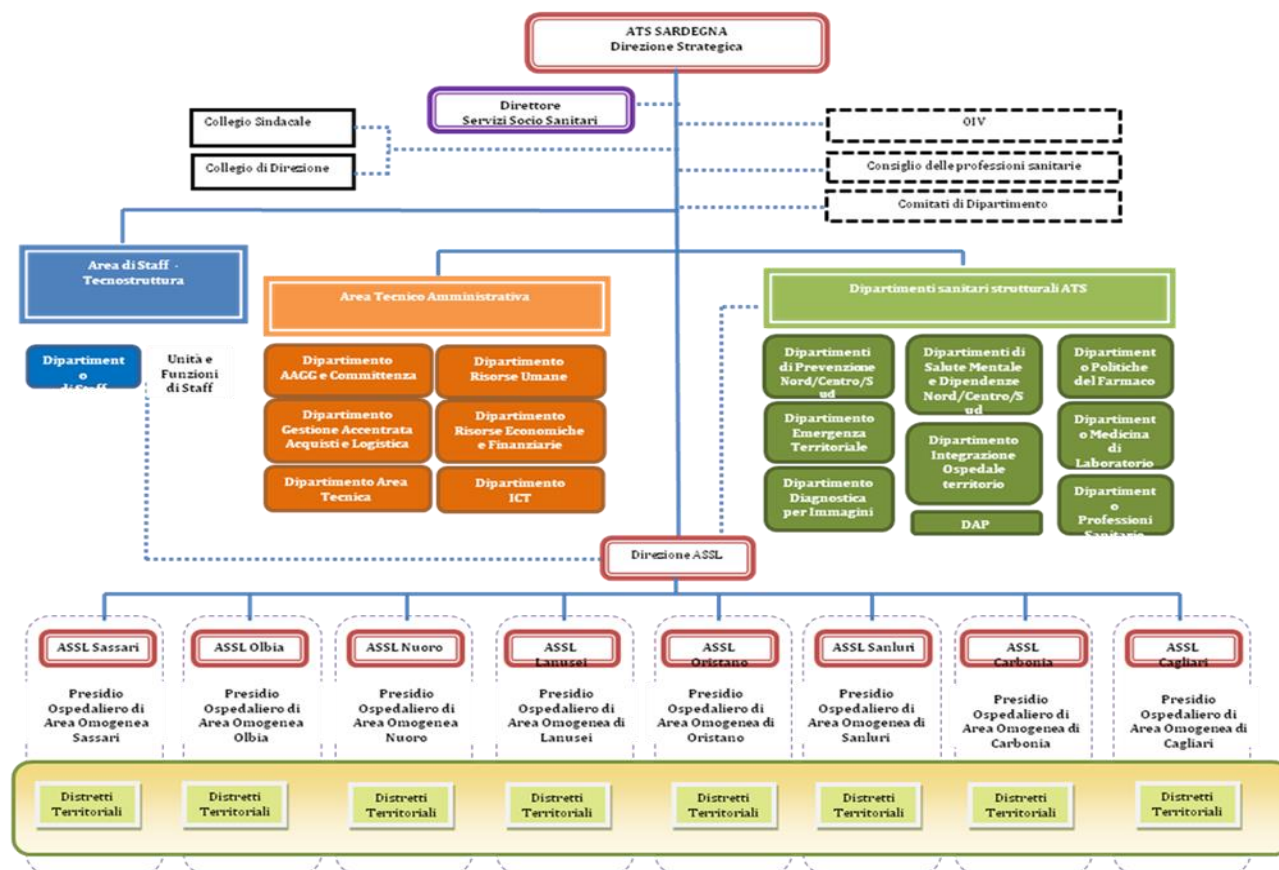 ATS SARDEGNA
Direzione Strategica
Direttore
Servizi Socio Sanitari
Collegio Sindacale
Collegio di Direzione
OIV
Consiglio delle professioni sanitarie
Comitati di Dipartimento
Area di Staff -
Tecnostruttura
Area Tecnico Amministrativa
Dipartimenti sanitari strutturali ATS
Dipartiment
o
di Staff
Unità e
Funzioni
di Staff
Dipartimento
AAGG e Committenza
Dipartimento
Risorse Umane
Dipartimento
Gestione Accentrata
Acquisti e Logistica
Dipartimento
Risorse Economiche
e Finanziarie
Dipartimento Area
Tecnica
Dipartimento
ICT
Dipartimenti
di Prevenzione
Nord/Centro/S
ud
Dipartimenti di
Salute Mentale
e Dipendenze
Nord/Centro/S
ud
Dipartiment
o Politiche
del Farmaco
Dipartimento
Emergenza
Territoriale
Dipartimento
Integrazione
Ospedale
territorio
Dipartiment
o Medicina
di
Laboratorio
Dipartimento
Diagnostica
per Immagini
DAP
Dipartiment
o
Professioni
Sanitarie
Direzione ASSL
ASSL Sassari
ASSL Olbia
ASSL Nuoro
ASSL
Lanusei
ASSL
Oristano
ASSL Sanluri
ASSL
Carbonia
ASSL
Cagliari
Presidio
Ospedaliero di
Area Omogenea
Sassari
Presidio
Ospedaliero di
Area Omogenea
Olbia
Presidio
Ospedaliero di
Area Omogenea
Nuoro
Presidio
Ospedaliero di
Area Omogenea di
Lanusei
Presidio
Ospedaliero di
Area Omogenea di
Oristano
Presidio
Ospedaliero di
Area Omogenea di
Sanluri
Presidio
Ospedaliero di
Area Omogenea di
Carbonia
Presidio
Ospedaliero di
Area Omogenea di
Cagliari
Distretti
Territoriali
Distretti
Territoriali
Distretti
Territoriali
Distretti
Territoriali
Distretti
Territoriali
Distretti
Territoriali
Distretti
Territoriali
Distretti
Territoriali